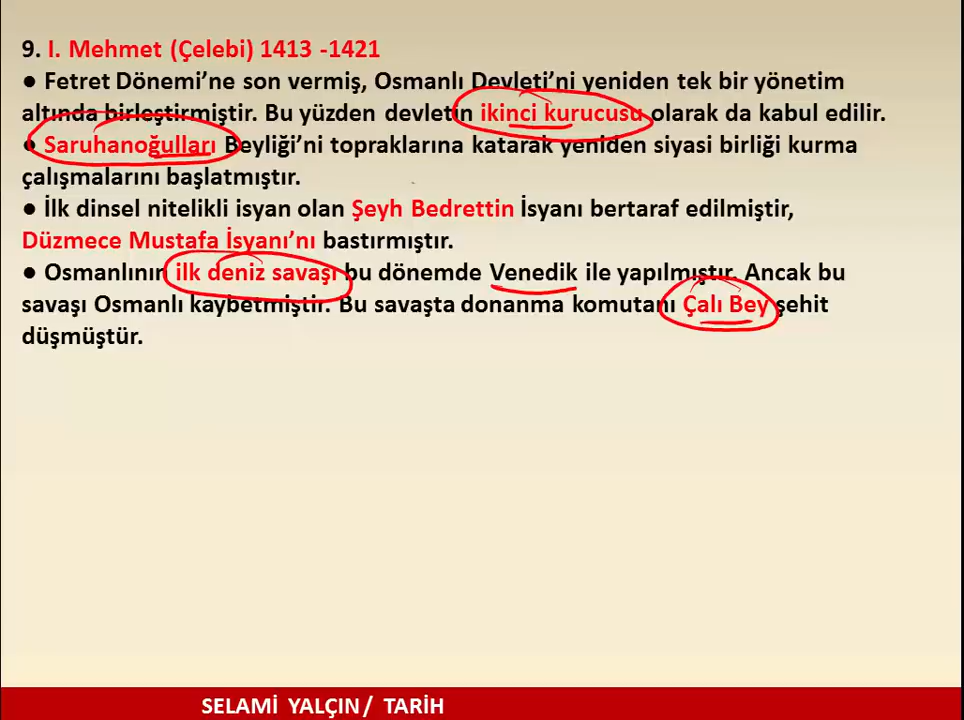 9. I. Mehmet (Çelebi) 1413 -1421
● Fetret Dönemi’ne son vermiş, Osmanlı Devleti’ni yeniden tek bir yönetim
altında birleştirmiştir. Bu yüzden devletin ikinci kurucusu olarak da kabul edilir.
● Saruhanoğulları Beyliği’ni topraklarına katarak yeniden siyasi birliği kurma
çalışmalarını başlatmıştır.
● İlk dinsel nitelikli isyan olan Şeyh Bedrettin İsyanı bertaraf edilmiştir,
Düzmece Mustafa İsyanı’nı bastırmıştır.
● Osmanlının ilk deniz savaşı bu dönemde Venedik ile yapılmıştır. Ancak bu
savaşı Osmanlı kaybetmiştir. Bu savaşta donanma komutanı Çalı Bey şehit
düşmüştür.
SELAMİ YALÇIN / TARİH